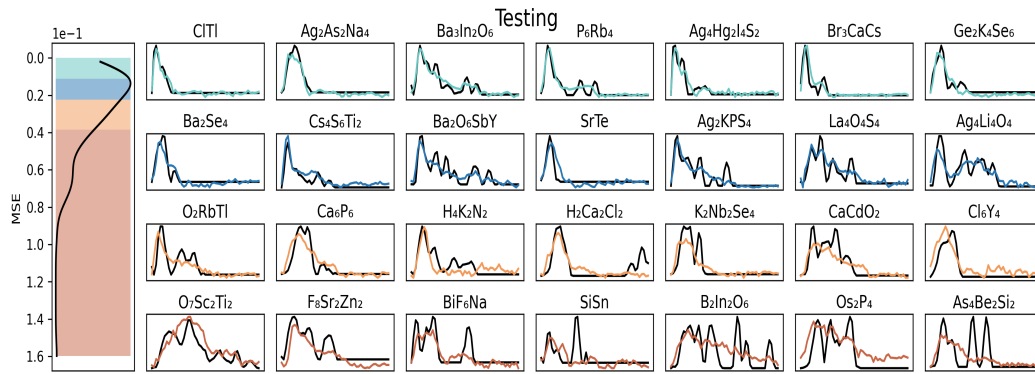 Testing
1e−1
0.0
0.2
0.4
0.6
0.8
1.0
1.2
1.4
1.6
MSE
ClTl
Ag₂As₂Na₄
Ba₃In₂O₆
P₆Rb₄
Ag₄Hg₂I₄S₂
Br₃CaCs
Ge₂K₄Se₆
Ba₂Se₄
Cs₄S₆Ti₂
Ba₂O₆SbY
SrTe
Ag₂KPS₄
La₄O₄S₄
Ag₄Li₄O₄
O₂RbTl
Ca₆P₆
H₄K₂N₂
H₂Ca₂Cl₂
K₂Nb₂Se₄
CaCdO₂
Cl₆Y₄
O₇Sc₂Ti₂
F₈Sr₂Zn₂
BiF₆Na
SiSn
B₂In₂O₆
Os₂P₄
As₄Be₂Si₂